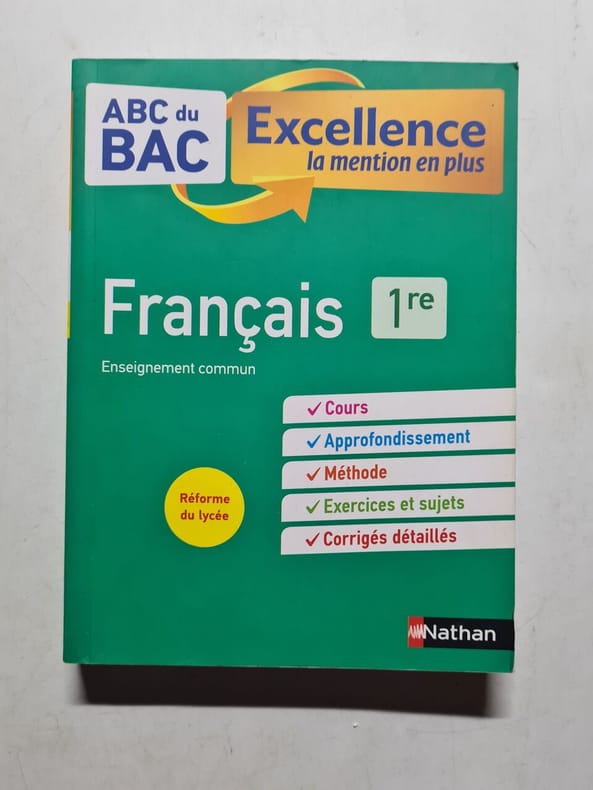 ABC du
BAC
Excellence
la mention en plus
Français 1re
Enseignement commun
✓ Cours
✓ Approfondissement
✓ Méthode
✓ Exercices et sujets
✓ Corrigés détaillés
Réforme
du lycée
Nathan